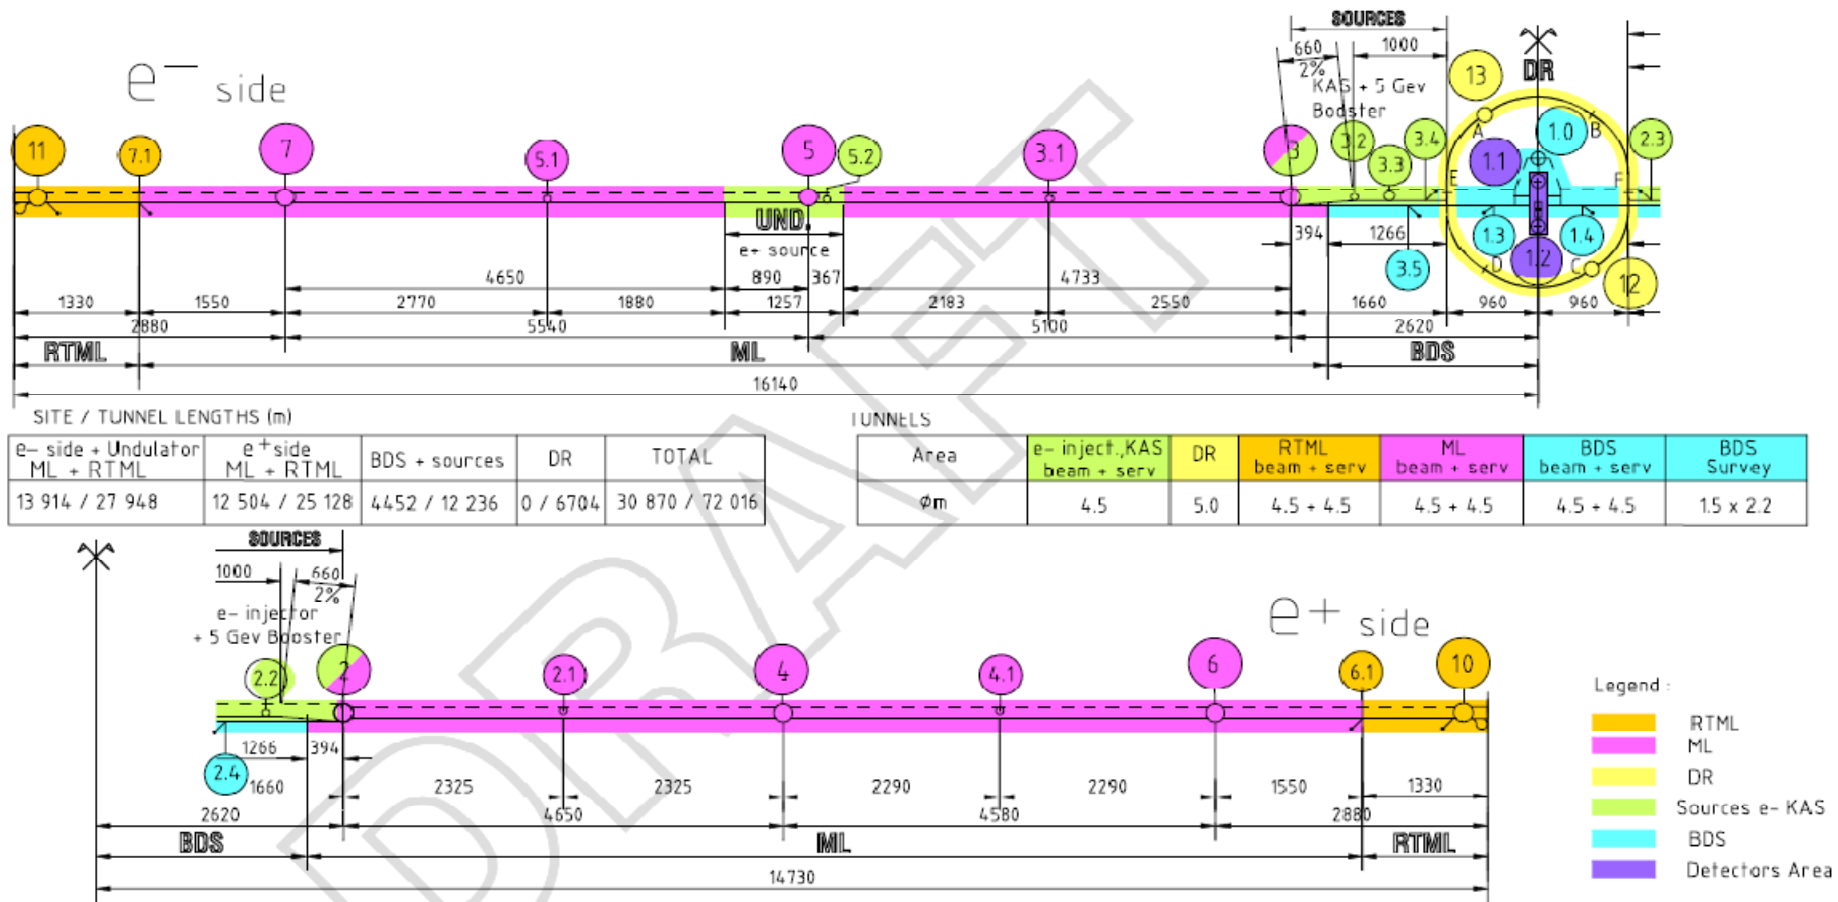 SOURCES
660
1000
2%
KAS + 5 Gev
Booster
DR
13
e− side
11
7.1
7
5.1
5
5.2
3.1
3
3.2
3.3
3.4
A
1.0
B
1.1
2.3
E
F
UND.
e+ source
394
1266
1.3
1.4
3.5
D
1.2
C
12
4650
890
367
4733
1330
1550
2770
1880
1257
2183
2550
1660
960
960
2880
5540
5100
2620
RTML
ML
BDS
16140
SITE / TUNNEL LENGTHS (m)
e− side + Undulator ML + RTML
e+ side ML + RTML
BDS + sources
DR
TOTAL
13 914 / 27 948
12 504 / 25 128
4452 / 12 236
0 / 6704
30 870 / 72 016
TUNNELS
Area
e− inject.,KAS beam + serv
DR
RTML beam + serv
ML beam + serv
BDS beam + serv
BDS Survey
Øm
4.5
5.0
4.5 + 4.5
4.5 + 4.5
4.5 + 4.5
1.5 x 2.2
SOURCES
1000
660
2%
e− injector
+ 5 Gev Booster
e+ side
2.2
2
2.1
4
4.1
6
6.1
10
2.4
1266
394
1660
2325
2325
2290
2290
1550
1330
2620
4650
4580
2880
BDS
ML
RTML
14730
Legend :
RTML
ML
DR
Sources e− KAS
BDS
Detectors Area
DRAFT